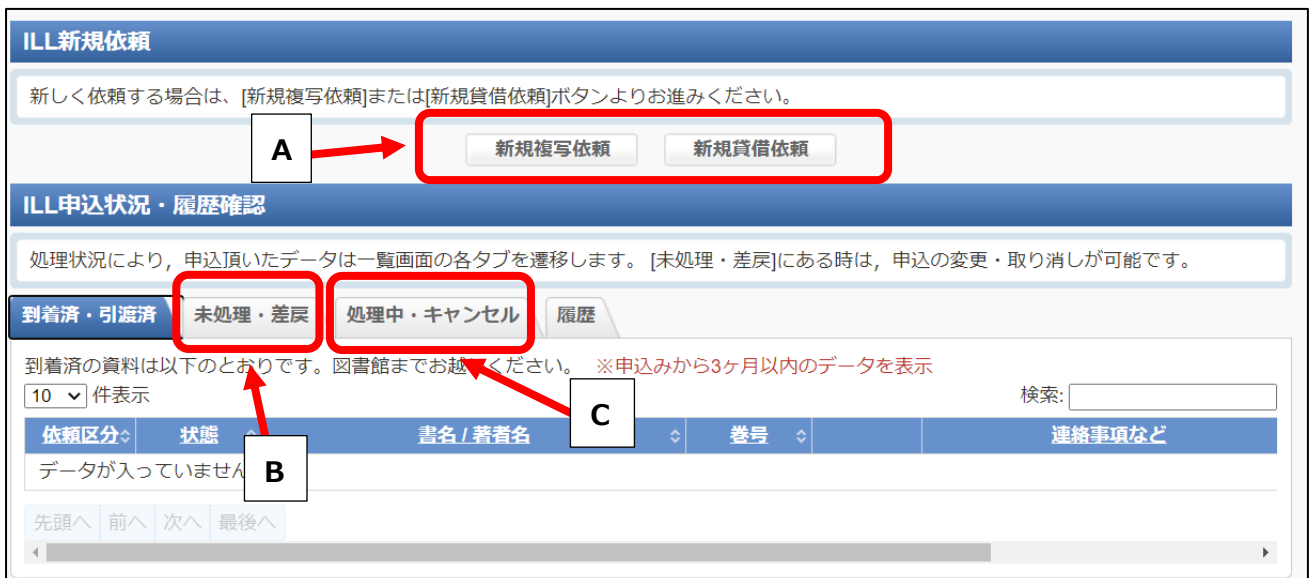 ILL新規依頼
新しく依頼する場合は、[新規複写依頼]または[新規貸借依頼]ボタンよりお進みください。
A
新規複写依頼 新規貸借依頼
ILL申込状況・履歴確認
処理状況により，申込頂いたデータは一覧画面の各タブを遷移します。 [未処理・差戻]にある時は，申込の変更・取り消しが可能です。
到着済・引渡済 未処理・差戻 処理中・キャンセル 履歴
到着済の資料は以下のとおりです。図書館までお越しください。 ※申込みから3ヶ月以内のデータを表示
10 件表示 検索:
C
依頼区分 状態 書名 / 著者名 巻号 連絡事項など
データが入っていません
B
先頭へ 前へ 次へ 最後へ